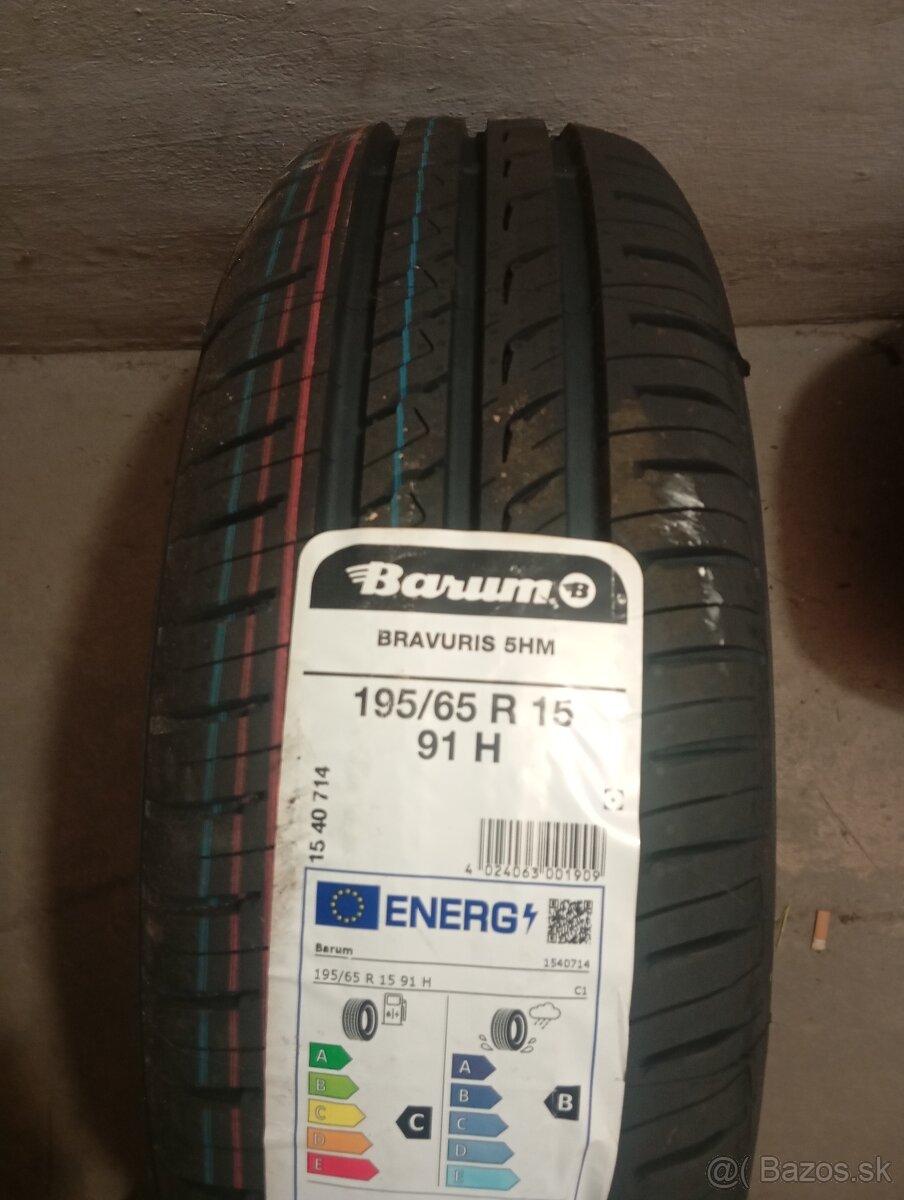 Barum B
BRAVURIS 5HM
195/65 R 15
91 H
15 40 714
4 024063 001909
ENERG
Barum
1540714
195/65 R 15 91 H
C1
A
B
C
D
E
C
A
B
C
D
E
B
@( Bazos.sk